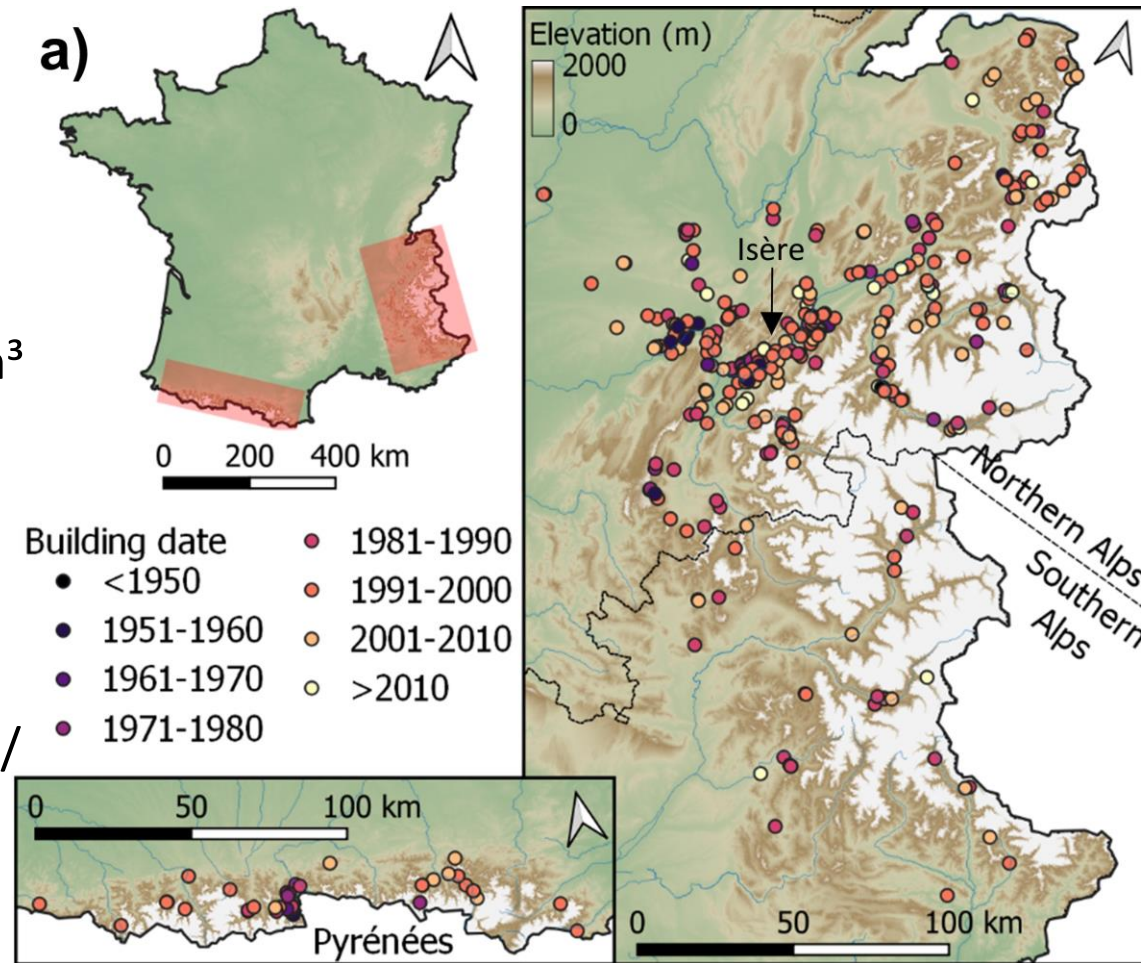 a)
³
/
0 200 400 km
Building date
<1950
1951-1960
1961-1970
1971-1980
1981-1990
1991-2000
2001-2010
>2010
Elevation (m)
2000
0
Isère
Northern Alps
Southern
Alps
0 50 100 km
Pyrénées
0 50 100 km